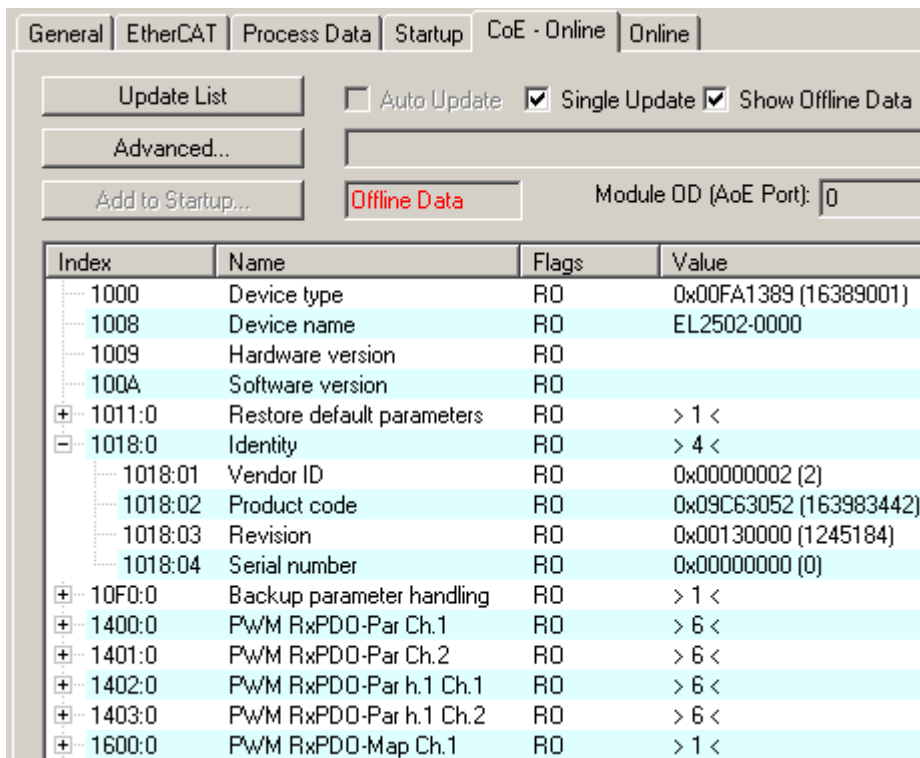 General EtherCAT Process Data Startup CoE - Online Online
Update List Auto Update Single Update Show Offline Data
Advanced...
Add to Startup... Offline Data Module OD (AoE Port): 0
Index Name Flags Value
1000 Device type RO 0x00FA1389 (16389001)
1008 Device name RO EL2502-0000
1009 Hardware version RO
100A Software version RO
1011:0 Restore default parameters RO > 1 <
1018:0 Identity RO > 4 <
1018:01 Vendor ID RO 0x00000002 (2)
1018:02 Product code RO 0x09C63052 (163983442)
1018:03 Revision RO 0x00130000 (1245184)
1018:04 Serial number RO 0x00000000 (0)
10F0:0 Backup parameter handling RO > 1 <
1400:0 PWM RxPDO-Par Ch.1 RO > 6 <
1401:0 PWM RxPDO-Par Ch.2 RO > 6 <
1402:0 PWM RxPDO-Par h.1 Ch.1 RO > 6 <
1403:0 PWM RxPDO-Par h.1 Ch.2 RO > 6 <
1600:0 PWM RxPDO-Map Ch.1 RO > 1 <